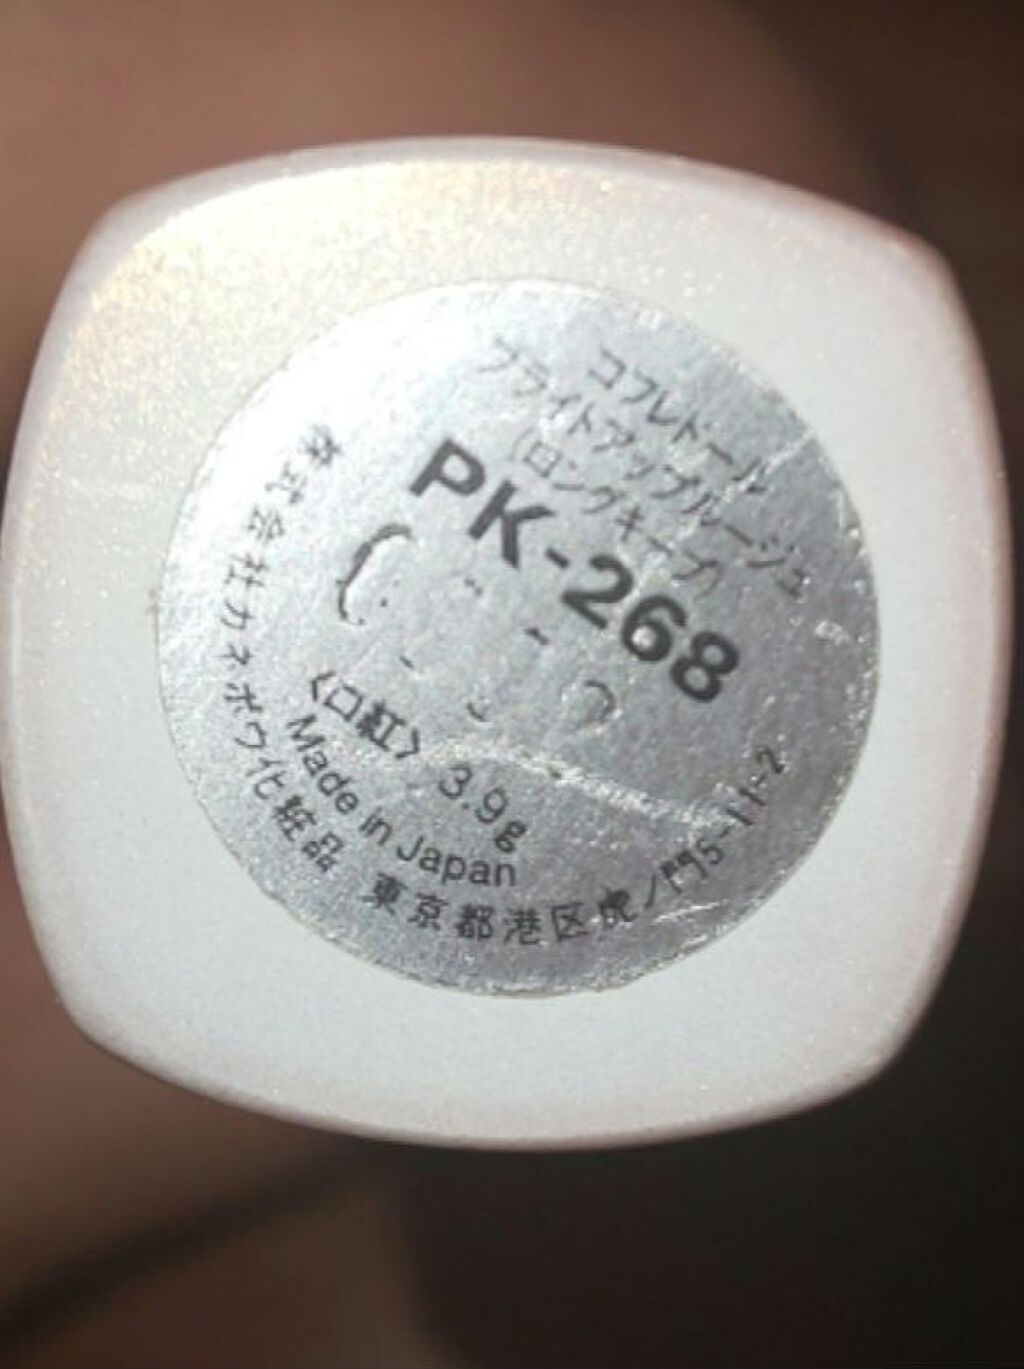 コフレドール
ブライトアップルージュ
(ロングキープ)
PK-268
〈口紅〉 3.9g
Made in Japan
株式会社カネボウ化粧品 東京都港区虎ノ門5-11-2